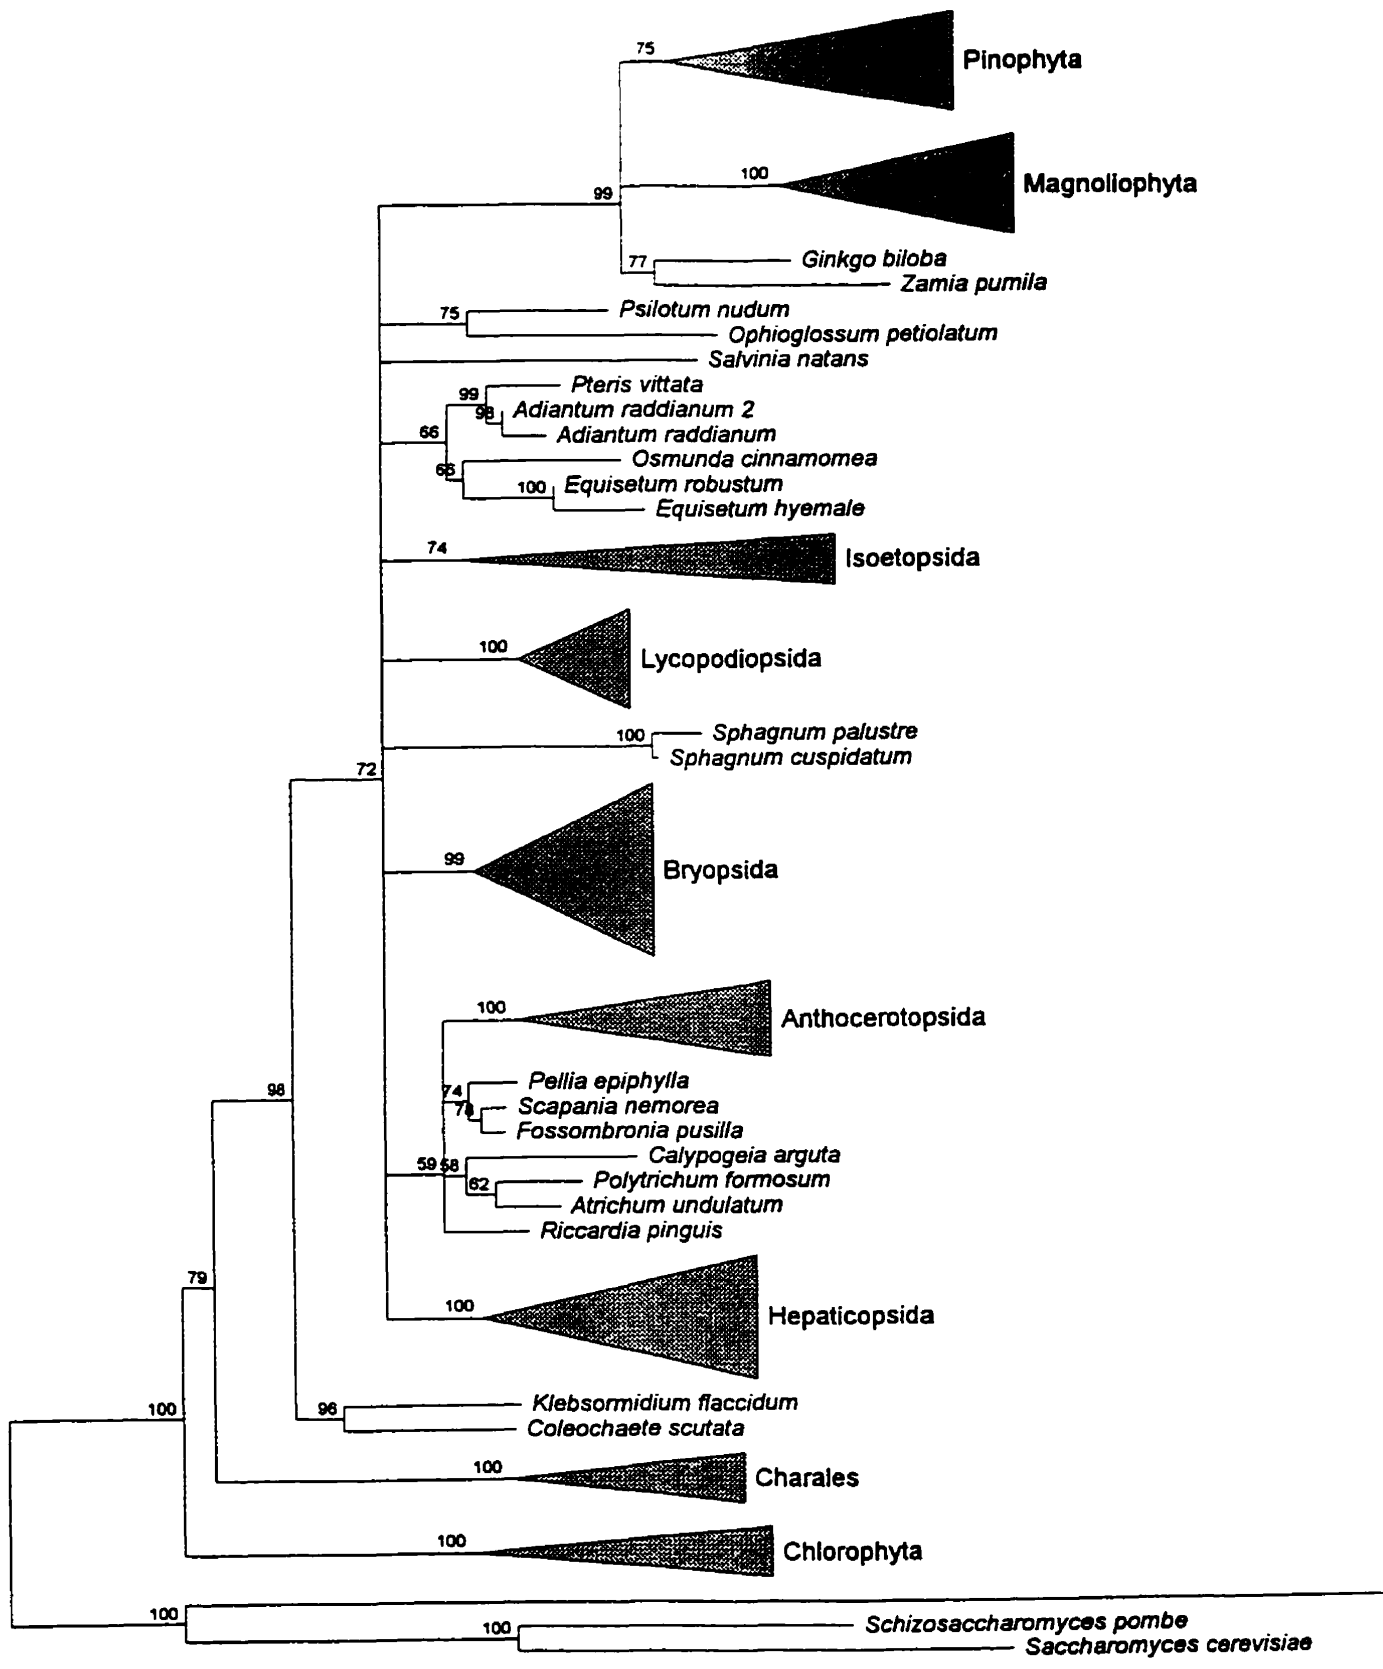 75
Pinophyta
100
Magnoliophyta
99
77
Ginkgo biloba
Zamia pumila
75
Psilotum nudum
Ophioglossum petiolatum
Salvinia natans
Pteris vittata
99
98
Adiantum raddianum 2
66
Adiantum raddianum
Osmunda cinnamomea
66
100
Equisetum robustum
Equisetum hyemale
74
Isoetopsida
100
Lycopodiopsida
100
Sphagnum palustre
Sphagnum cuspidatum
72
99
Bryopsida
100
Anthocerotopsida
98
74
Pellia epiphylla
Scapania nemorea
Fossombronia pusilla
Calypogeia arguta
59
58
62
Polytrichum formosum
Atrichum undulatum
Riccardia pinguis
79
100
Hepaticopsida
Klebsormidium flaccidum
100
96
Coleochaete scutata
100
Charales
100
Chlorophyta
100
100
Schizosaccharomyces pombe
Saccharomyces cerevisiae